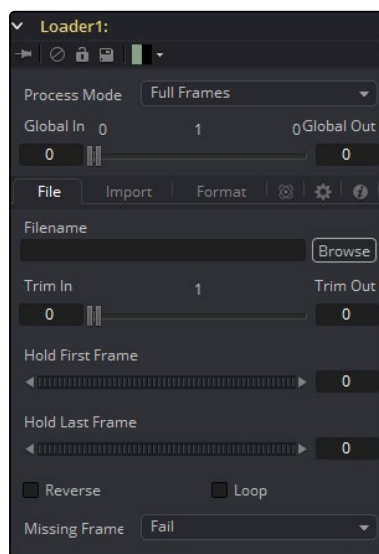 Loader1:
Process Mode Full Frames
Global In 0 1 0 Global Out
0 0
File Import Format
Filename
Browse
Trim In 1 Trim Out
0 0
Hold First Frame
0
Hold Last Frame
0
Reverse Loop
Missing Frame Fail